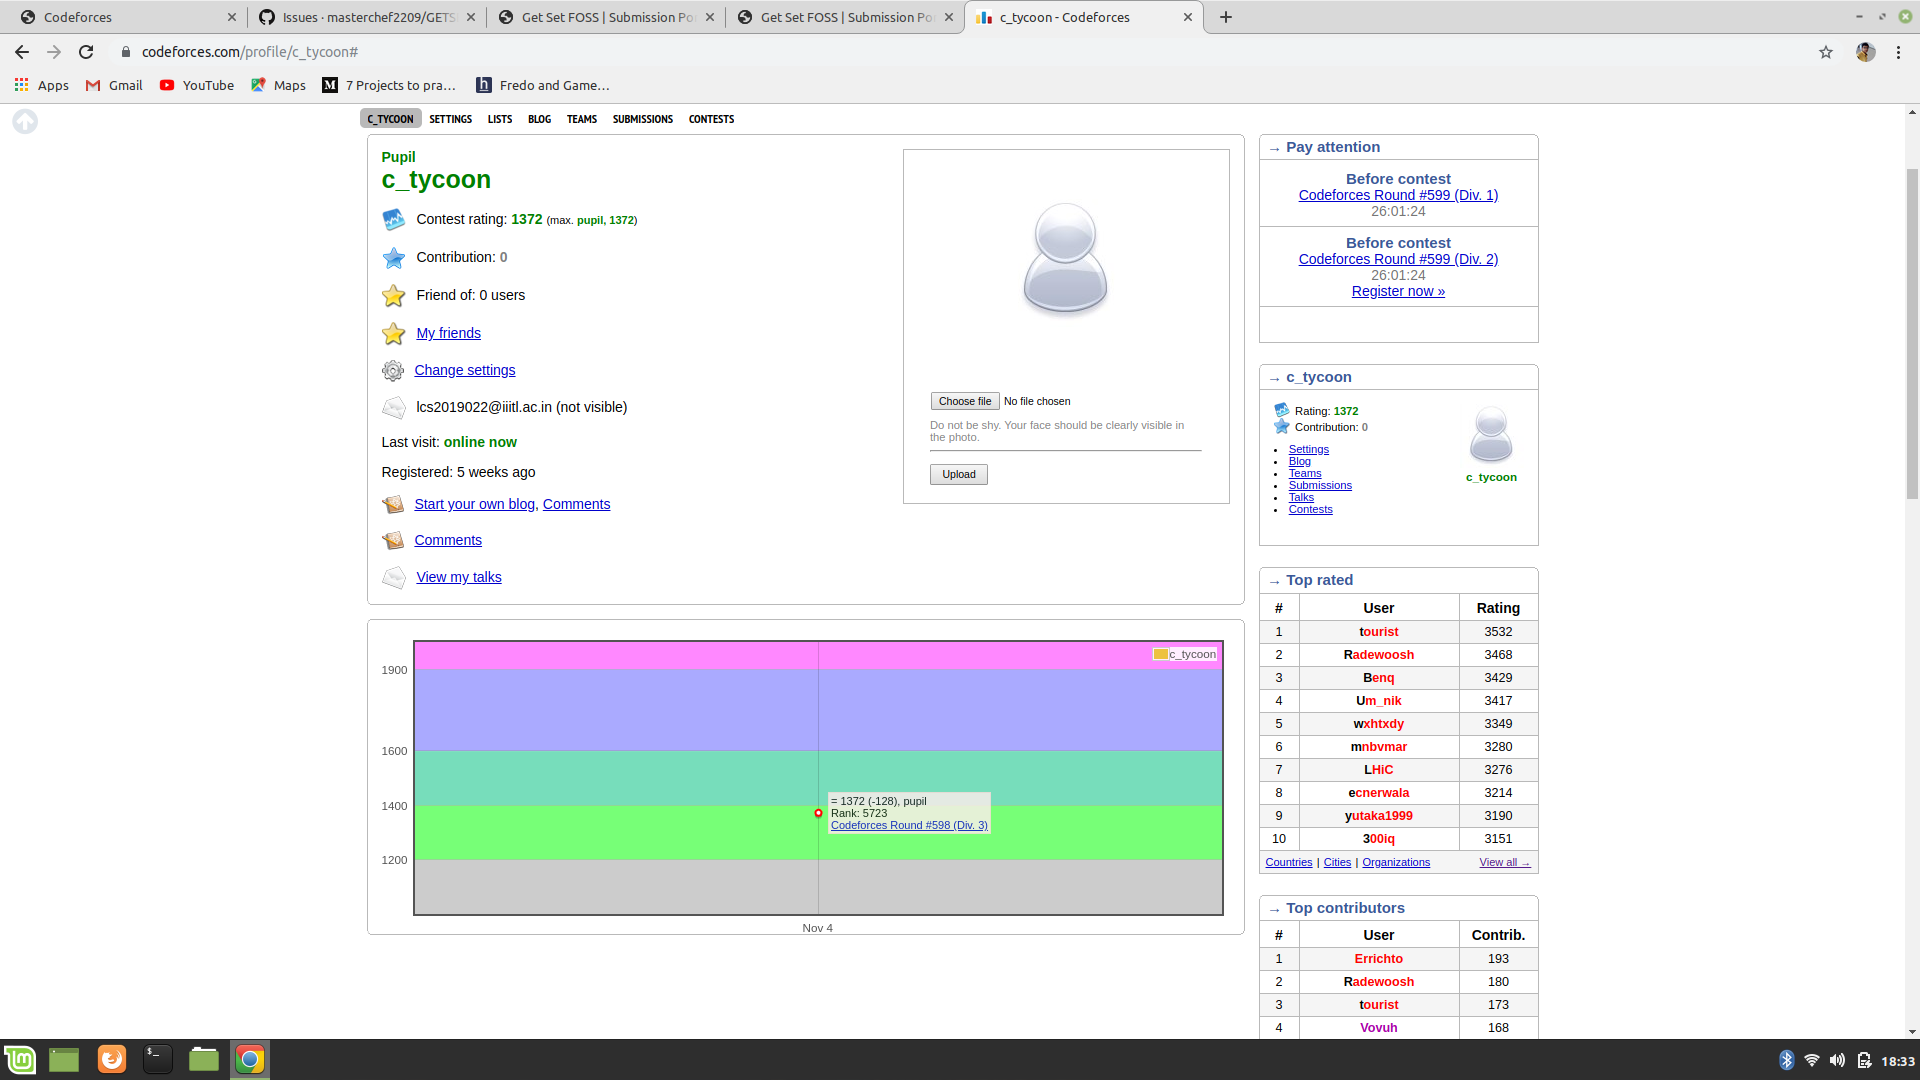 Codeforces
Issues · masterchef2209/GETS
Get Set FOSS | Submission Po
Get Set FOSS | Submission Po
c_tycoon - Codeforces
codeforces.com/profile/c_tycoon#
Apps
Gmail
YouTube
Maps
7 Projects to pra…
Fredo and Game…
C_TYCOON SETTINGS LISTS BLOG TEAMS SUBMISSIONS CONTESTS
Pupil
c_tycoon
Contest rating: 1372 (max. pupil, 1372)
Contribution: 0
Friend of: 0 users
My friends
Change settings
lcs2019022@iiitl.ac.in (not visible)
Last visit: online now
Registered: 5 weeks ago
Start your own blog, Comments
Comments
View my talks
Choose file No file chosen
Do not be shy. Your face should be clearly visible in
the photo.
Upload
c_tycoon
1900
1600
1400
1200
= 1372 (-128), pupil
Rank: 5723
Codeforces Round #598 (Div. 3)
Nov 4
→ Pay attention
Before contest
Codeforces Round #599 (Div. 1)
26:01:24
Before contest
Codeforces Round #599 (Div. 2)
26:01:24
Register now »
→ c_tycoon
Rating: 1372
Contribution: 0
Settings
Blog
Teams
Submissions
Talks
Contests
c_tycoon
→ Top rated
# User Rating
1 tourist 3532
2 Radewoosh 3468
3 Benq 3429
4 Um_nik 3417
5 wxhtxdy 3349
6 mnbvmar 3280
7 LHiC 3276
8 ecnerwala 3214
9 yutaka1999 3190
10 300iq 3151
Countries | Cities | Organizations View all →
→ Top contributors
# User Contrib.
1 Errichto 193
2 Radewoosh 180
3 tourist 173
4 Vovuh 168
18:33